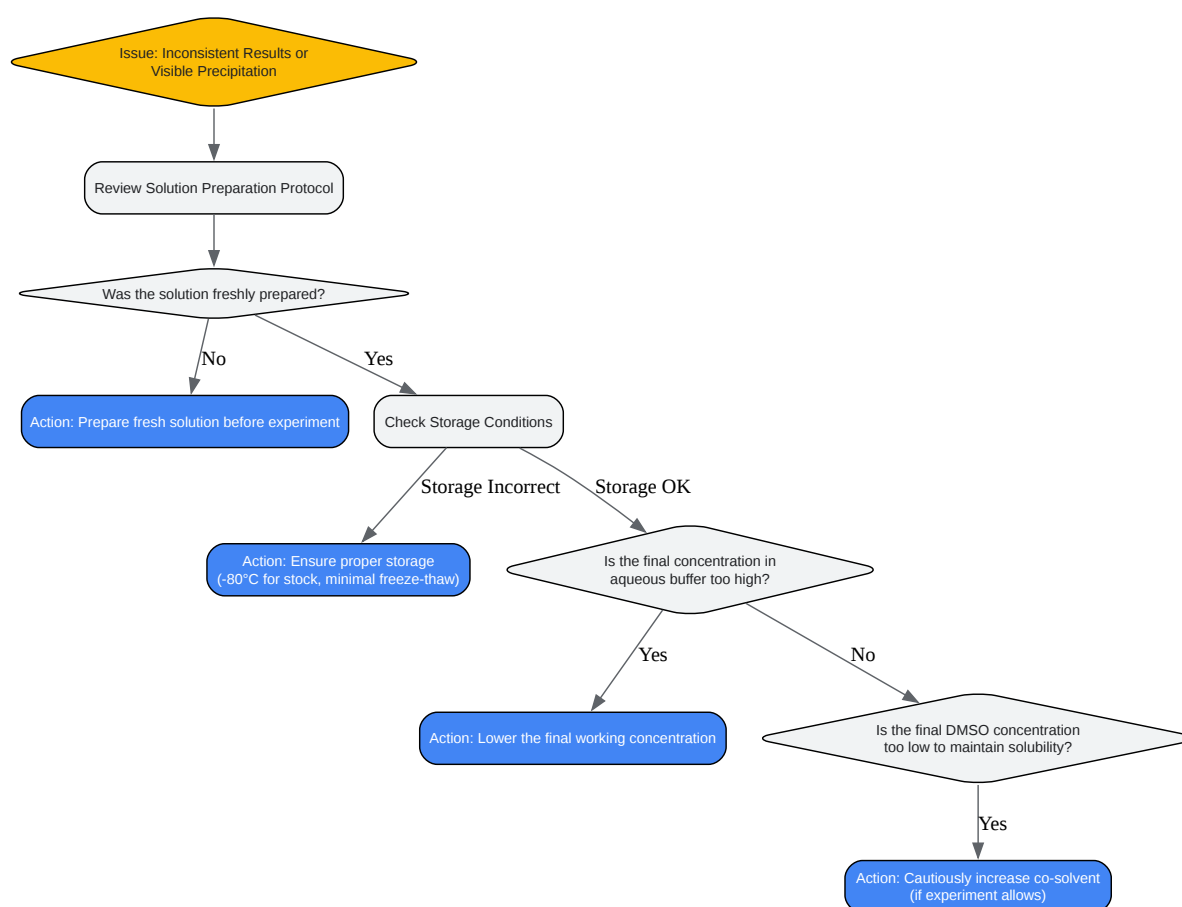 Issue: Inconsistent Results or
Visible Precipitation
Review Solution Preparation Protocol
Was the solution freshly prepared?
No
Yes
Action: Prepare fresh solution before experiment
Check Storage Conditions
Storage Incorrect
Storage OK
Action: Ensure proper storage
(-80°C for stock, minimal freeze-thaw)
Is the final concentration in
aqueous buffer too high?
Yes
No
Action: Lower the final working concentration
Is the final DMSO concentration
too low to maintain solubility?
Yes
Action: Cautiously increase co-solvent
(if experiment allows)